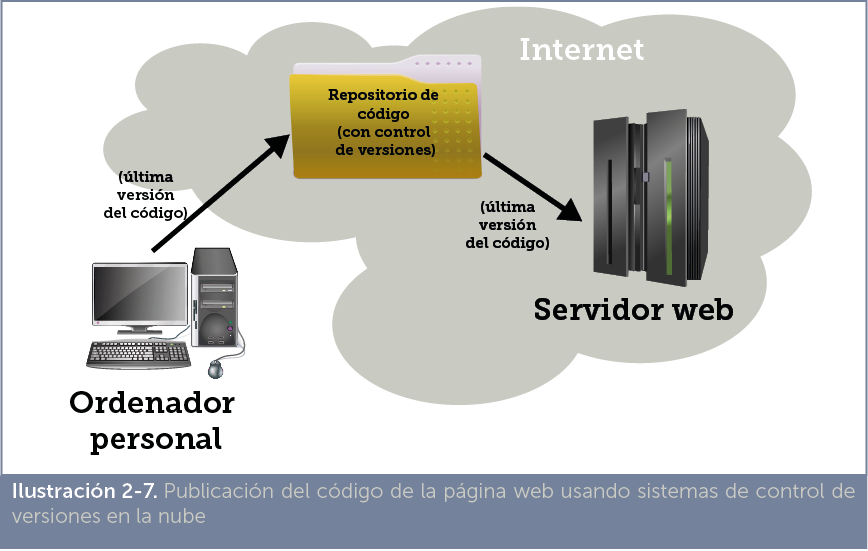 Internet
Repositorio de
código
(con control
de versiones)
(última
versión
del código)
(última
versión
del código)
Servidor web
Ordenador
personal
Ilustración 2-7. Publicación del código de la página web usando sistemas de control de
versiones en la nube